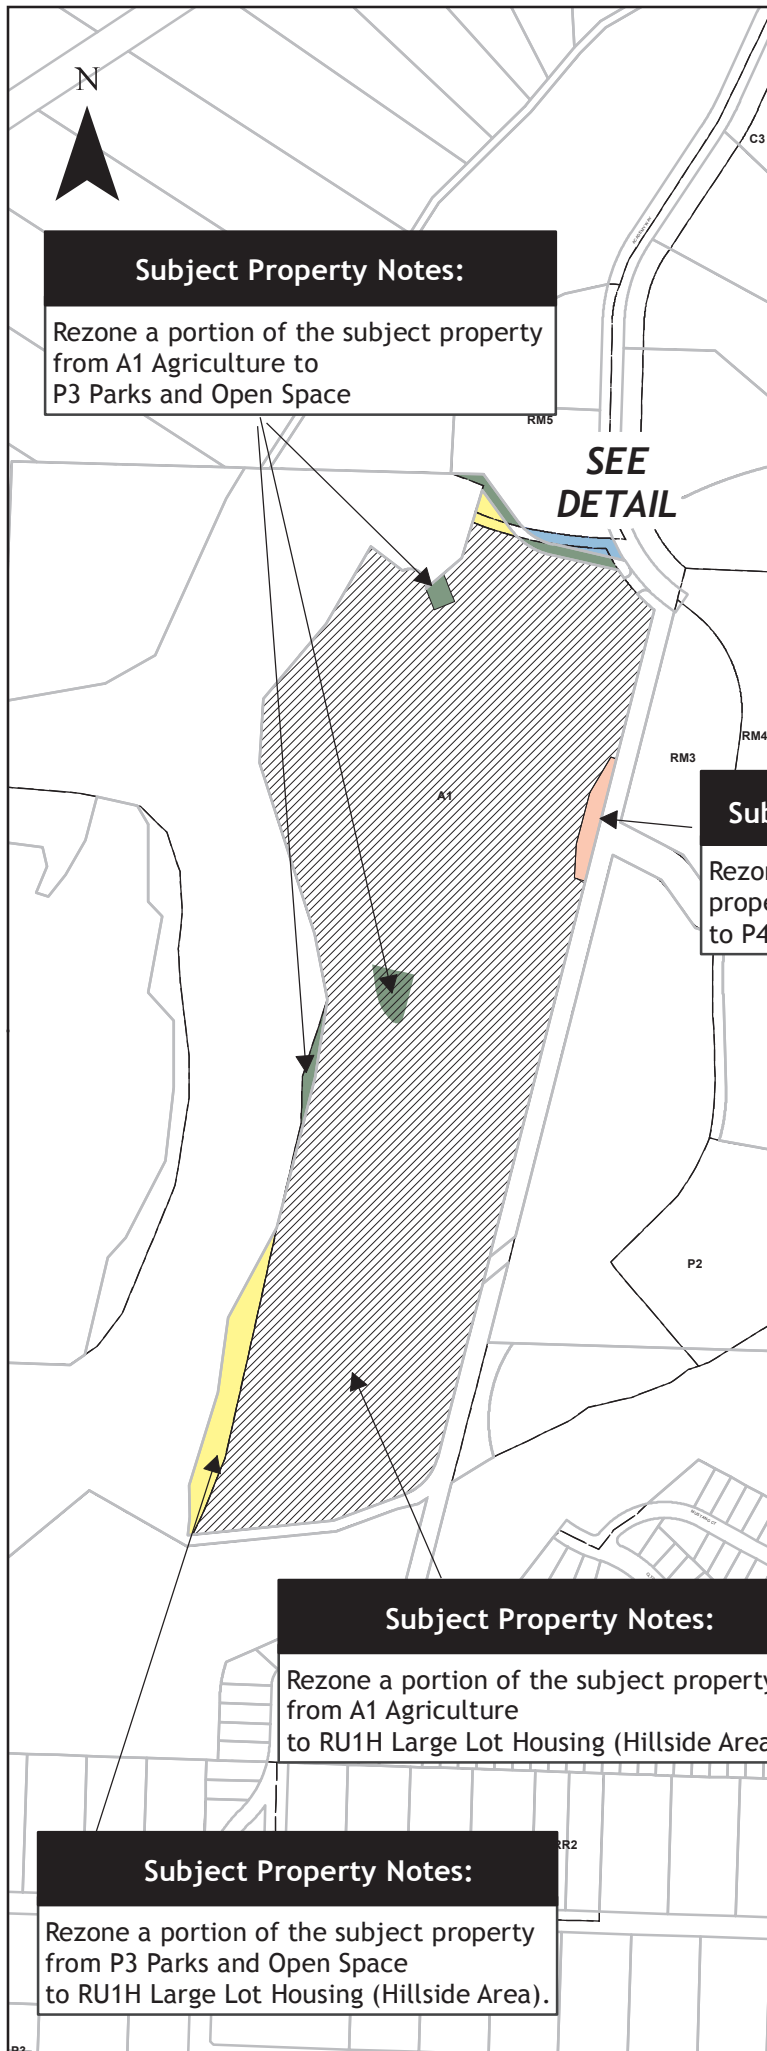 N
C3
Subject Property Notes:
Rezone a portion of the subject property
from A1 Agriculture to
P3 Parks and Open Space
RM5
SEE
DETAIL
RM4
RM3
A1
Sub
Rezon
prope
to P4
P2
Subject Property Notes:
Rezone a portion of the subject property
from A1 Agriculture
to RU1H Large Lot Housing (Hillside Area
RR2
Subject Property Notes:
Rezone a portion of the subject property
from P3 Parks and Open Space
to RU1H Large Lot Housing (Hillside Area).
P3